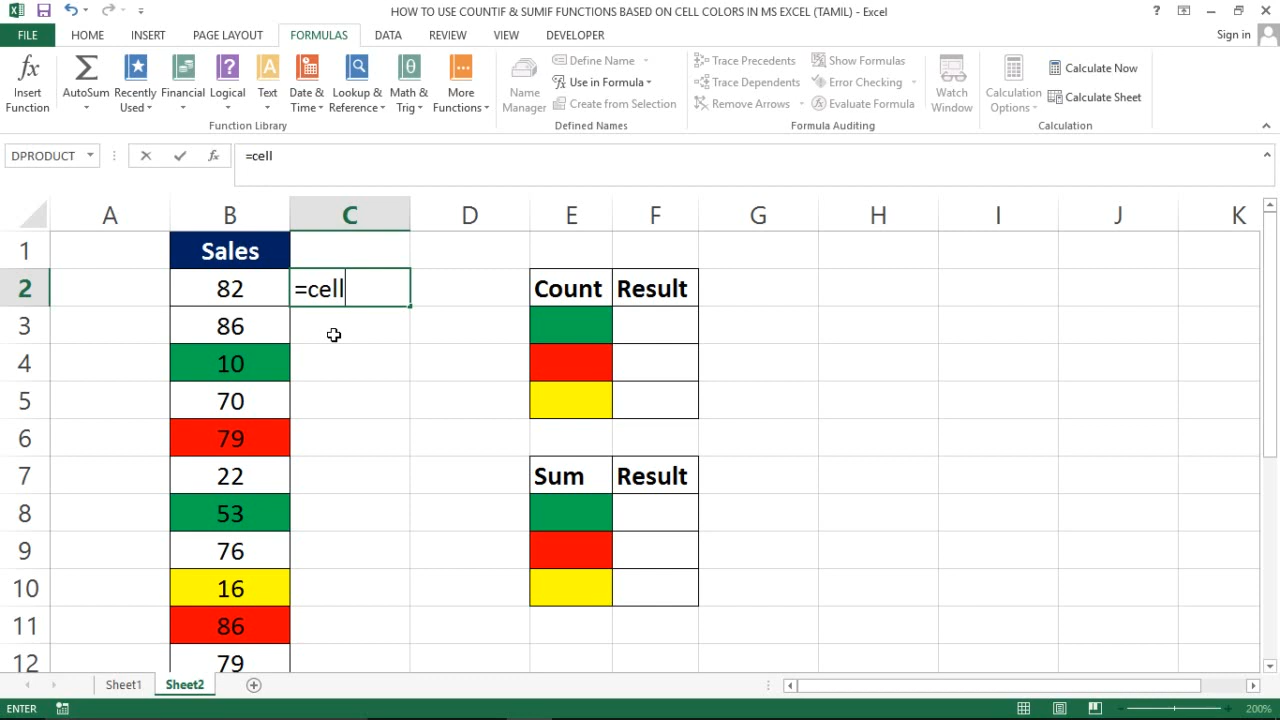 HOW TO USE COUNTIF & SUMIF FUNCTIONS BASED ON CELL COLORS IN MS EXCEL (TAMIL) - Excel
? 
FILE HOME INSERT PAGE LAYOUT FORMULAS DATA REVIEW VIEW DEVELOPER Sign in
Insert Function
AutoSum
Recently Used
Financial
Logical
Text
Date & Time
Lookup & Reference
Math & Trig
More Functions
Function Library
Name Manager
Define Name
Use in Formula
Create from Selection
Defined Names
Trace Precedents
Trace Dependents
Remove Arrows
Show Formulas
Error Checking
Evaluate Formula
Formula Auditing
Watch Window
Calculation Options
Calculate Now
Calculate Sheet
Calculation
DPRODUCT fx =cell
A B C D E F G H I J K
1 Sales
2 82 =cell Count Result
3 86
4 10
5 70
6 79
7 22 Sum Result
8 53
9 76
10 16
11 86
12 79
Sheet1 Sheet2
ENTER 200%